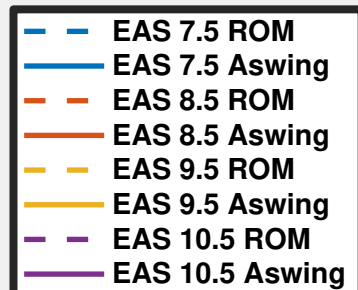 EAS 7.5 ROM
EAS 7.5 Aswing
EAS 8.5 ROM
EAS 8.5 Aswing
EAS 9.5 ROM
EAS 9.5 Aswing
EAS 10.5 ROM
EAS 10.5 Aswing